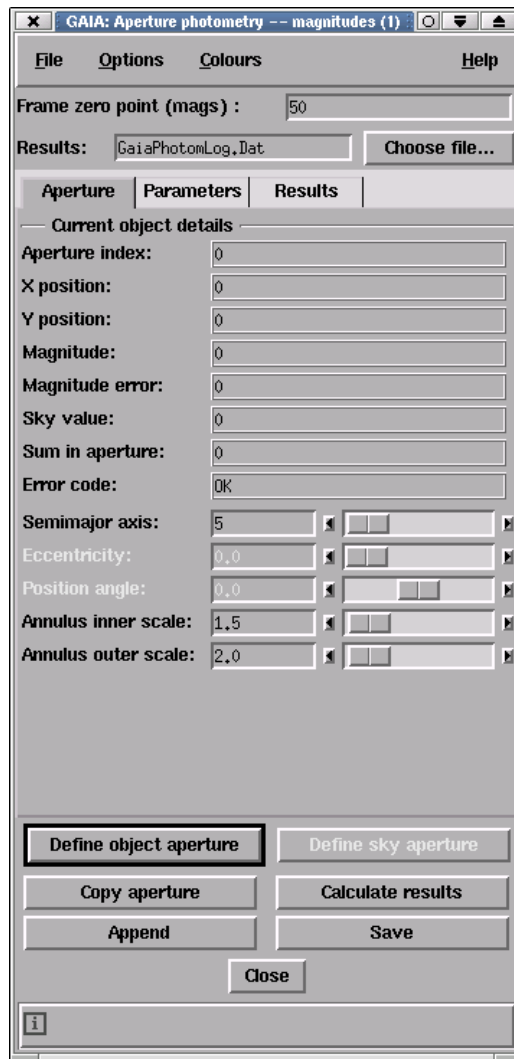 GAIA: Aperture photometry -- magnitudes (1)
File Options Colours Help
Frame zero point (mags) : 50
Results: GaiaPhotomLog.Dat Choose file...
Aperture Parameters Results
Current object details
Aperture index: 0
X position: 0
Y position: 0
Magnitude: 0
Magnitude error: 0
Sky value: 0
Sum in aperture: 0
Error code: OK
Semimajor axis: 5
Eccentricity: 0.0
Position angle: 0.0
Annulus inner scale: 1.5
Annulus outer scale: 2.0
Define object aperture Define sky aperture
Copy aperture Calculate results
Append Save
Close
i